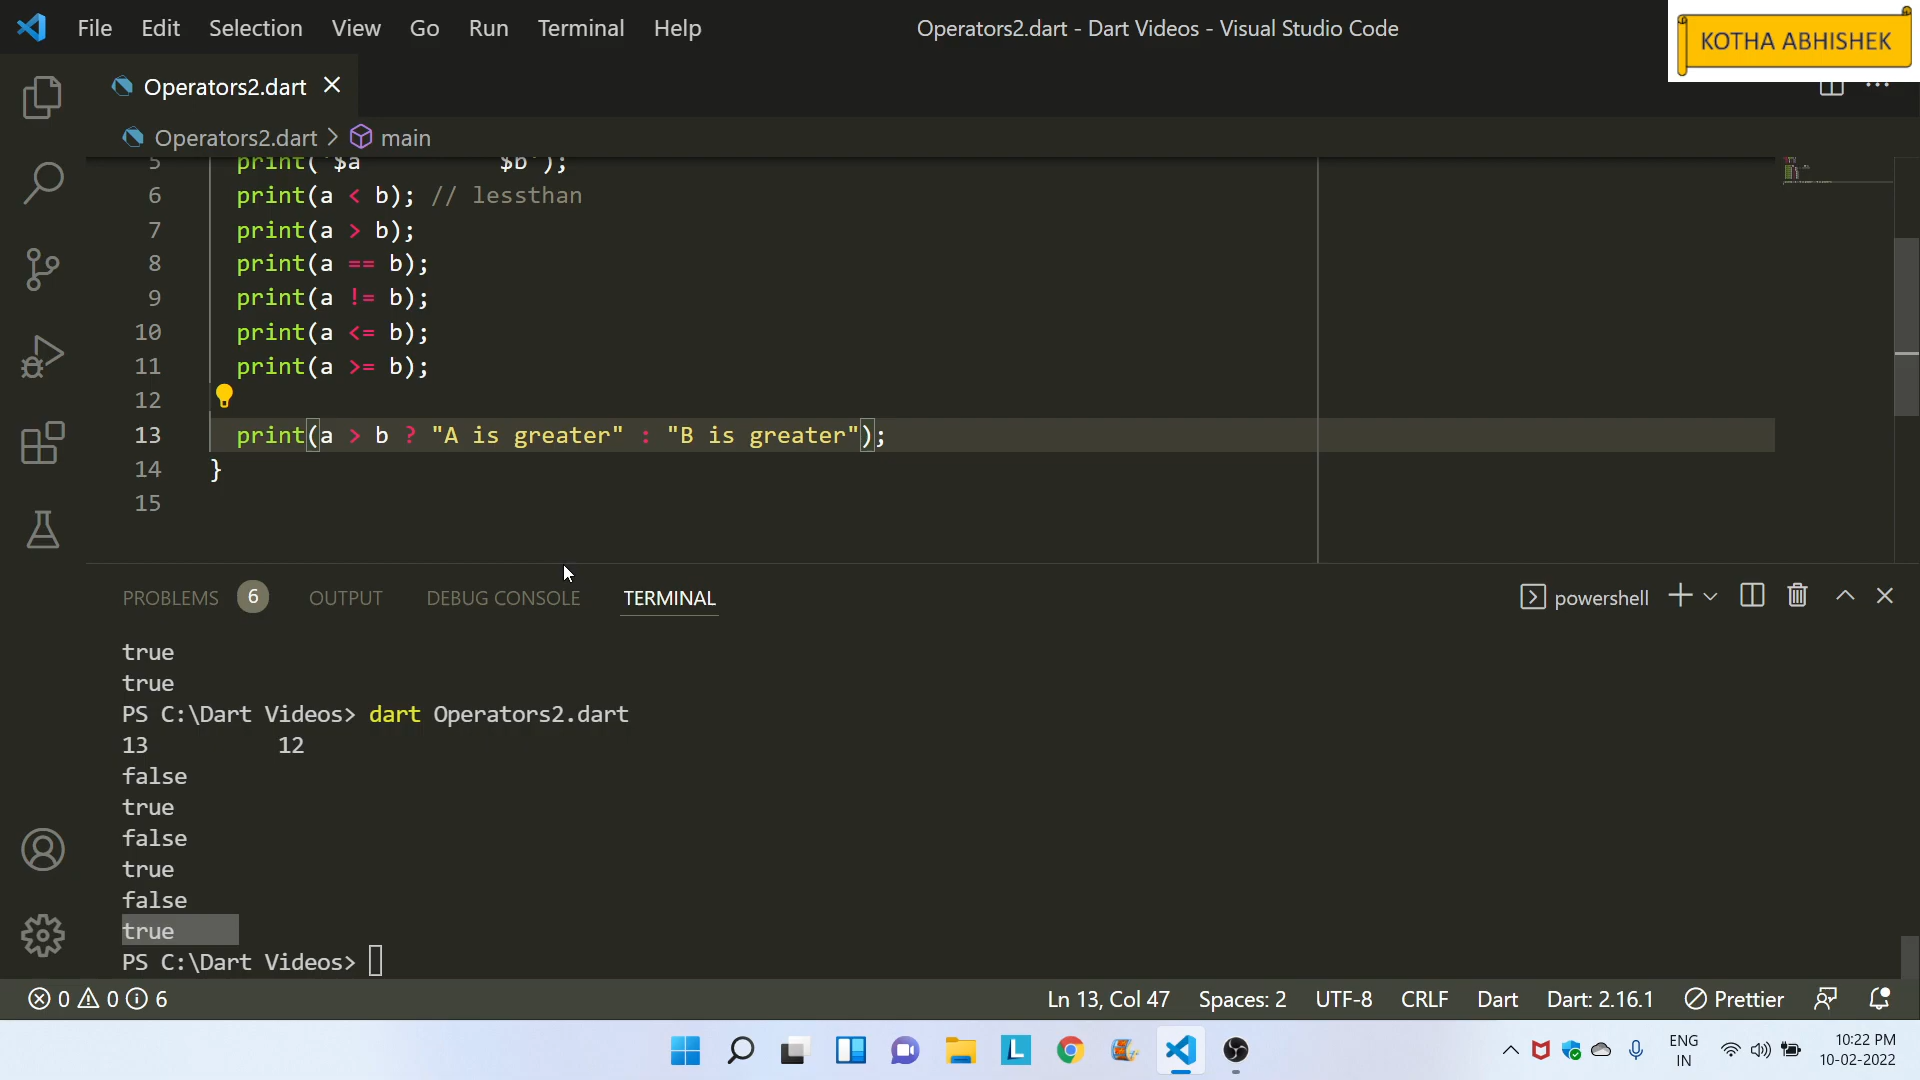 File Edit Selection View Go Run Terminal Help
Operators2.dart - Dart Videos - Visual Studio Code
KOTHA ABHISHEK
Operators2.dart
Operators2.dart > main
5 print('$a          $b');
6 print(a < b); // lessthan
7 print(a > b);
8 print(a == b);
9 print(a != b);
10 print(a <= b);
11 print(a >= b);
12
13 print(a > b ? "A is greater" : "B is greater");
14 }
15
PROBLEMS 6 OUTPUT DEBUG CONSOLE TERMINAL
powershell
true
true
PS C:\Dart Videos> dart Operators2.dart
13          12
false
true
false
true
false
true
PS C:\Dart Videos>
0 0 6
Ln 13, Col 47 Spaces: 2 UTF-8 CRLF Dart Dart: 2.16.1 Prettier
L
ENG
IN
10:22 PM
10-02-2022